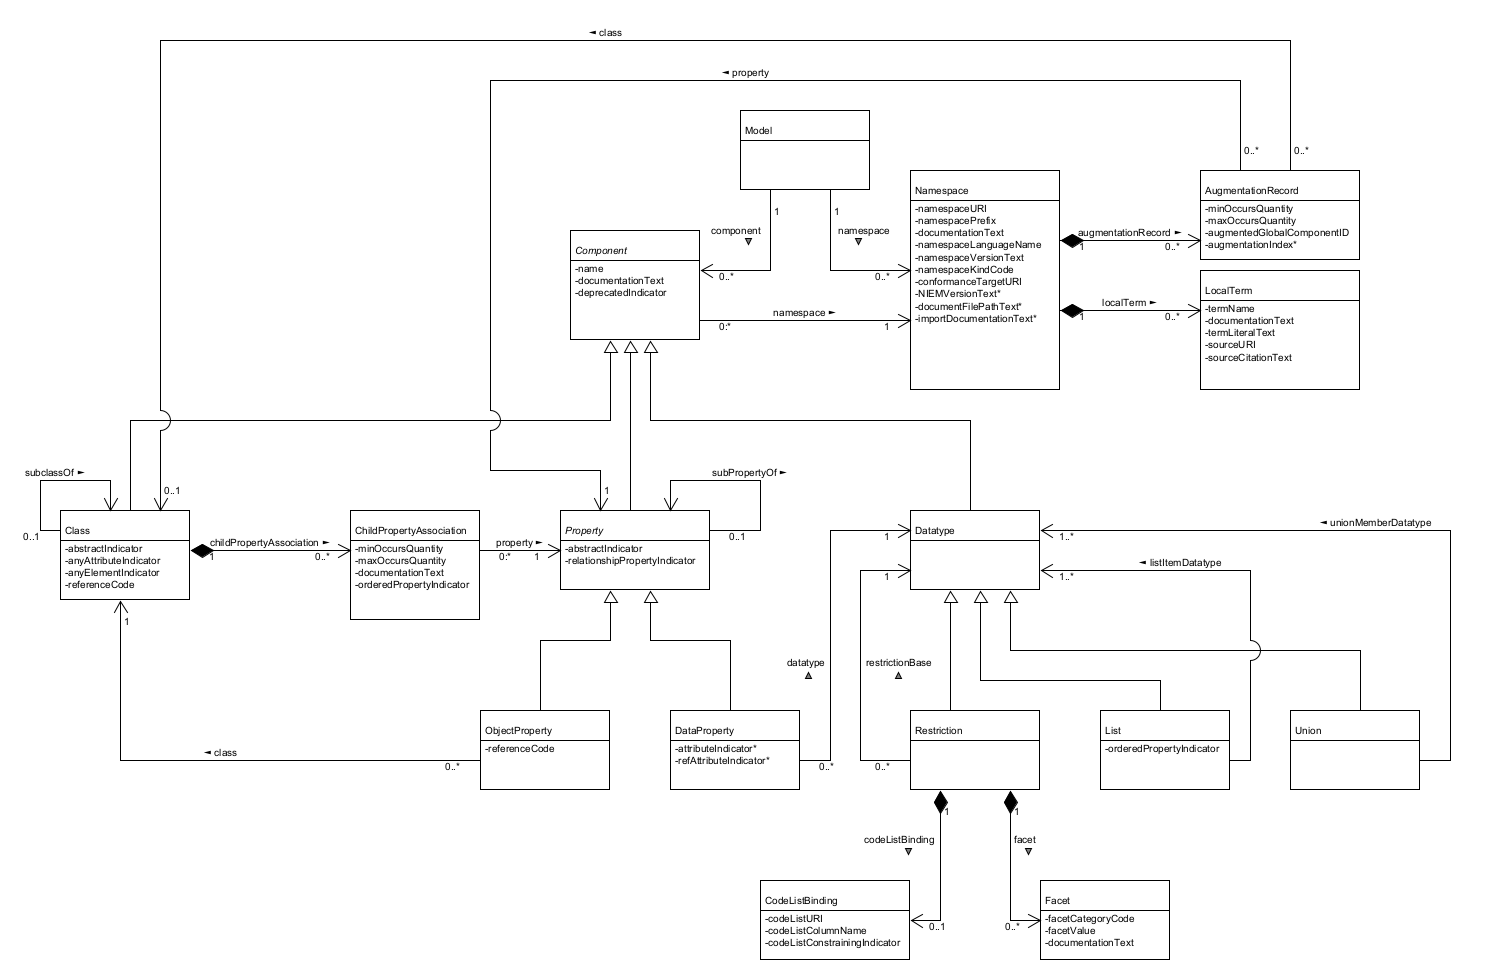 ◄ class
◄ property
Model
0..*
0..*
1
1
component
▼
namespace
▼
0..*
0..*
Component
-name
-documentationText
-deprecatedIndicator
namespace ►
0:*
1
Namespace
-namespaceURI
-namespacePrefix
-documentationText
-namespaceLanguageName
-namespaceVersionText
-namespaceKindCode
-conformanceTargetURI
-NIEMVersionText*
-documentFilePathText*
-importDocumentationText*
augmentationRecord ►
1
0..*
AugmentationRecord
-minOccursQuantity
-maxOccursQuantity
-augmentedGlobalComponentID
-augmentationIndex*
localTerm ►
1
0..*
LocalTerm
-termName
-documentationText
-termLiteralText
-sourceURI
-sourceCitationText
subclassOf ►
0..1
0..1
Class
-abstractIndicator
-anyAttributeIndicator
-anyElementIndicator
-referenceCode
1
childPropertyAssociation ►
1
0..*
ChildPropertyAssociation
-minOccursQuantity
-maxOccursQuantity
-documentationText
-orderedPropertyIndicator
property ►
0:*
1
1
subPropertyOf ►
0..1
Property
-abstractIndicator
-relationshipPropertyIndicator
Datatype
1
1
1..*
1..*
◄ unionMemberDatatype
◄ listItemDatatype
datatype
▲
restrictionBase
▲
◄ class
0..*
ObjectProperty
-referenceCode
DataProperty
-attributeIndicator*
-refAttributeIndicator*
0..*
0..*
Restriction
List
-orderedPropertyIndicator
Union
1
1
codeListBinding
▼
facet
▼
CodeListBinding
-codeListURI
-codeListColumnName
-codeListConstrainingIndicator
0..1
0..*
Facet
-facetCategoryCode
-facetValue
-documentationText